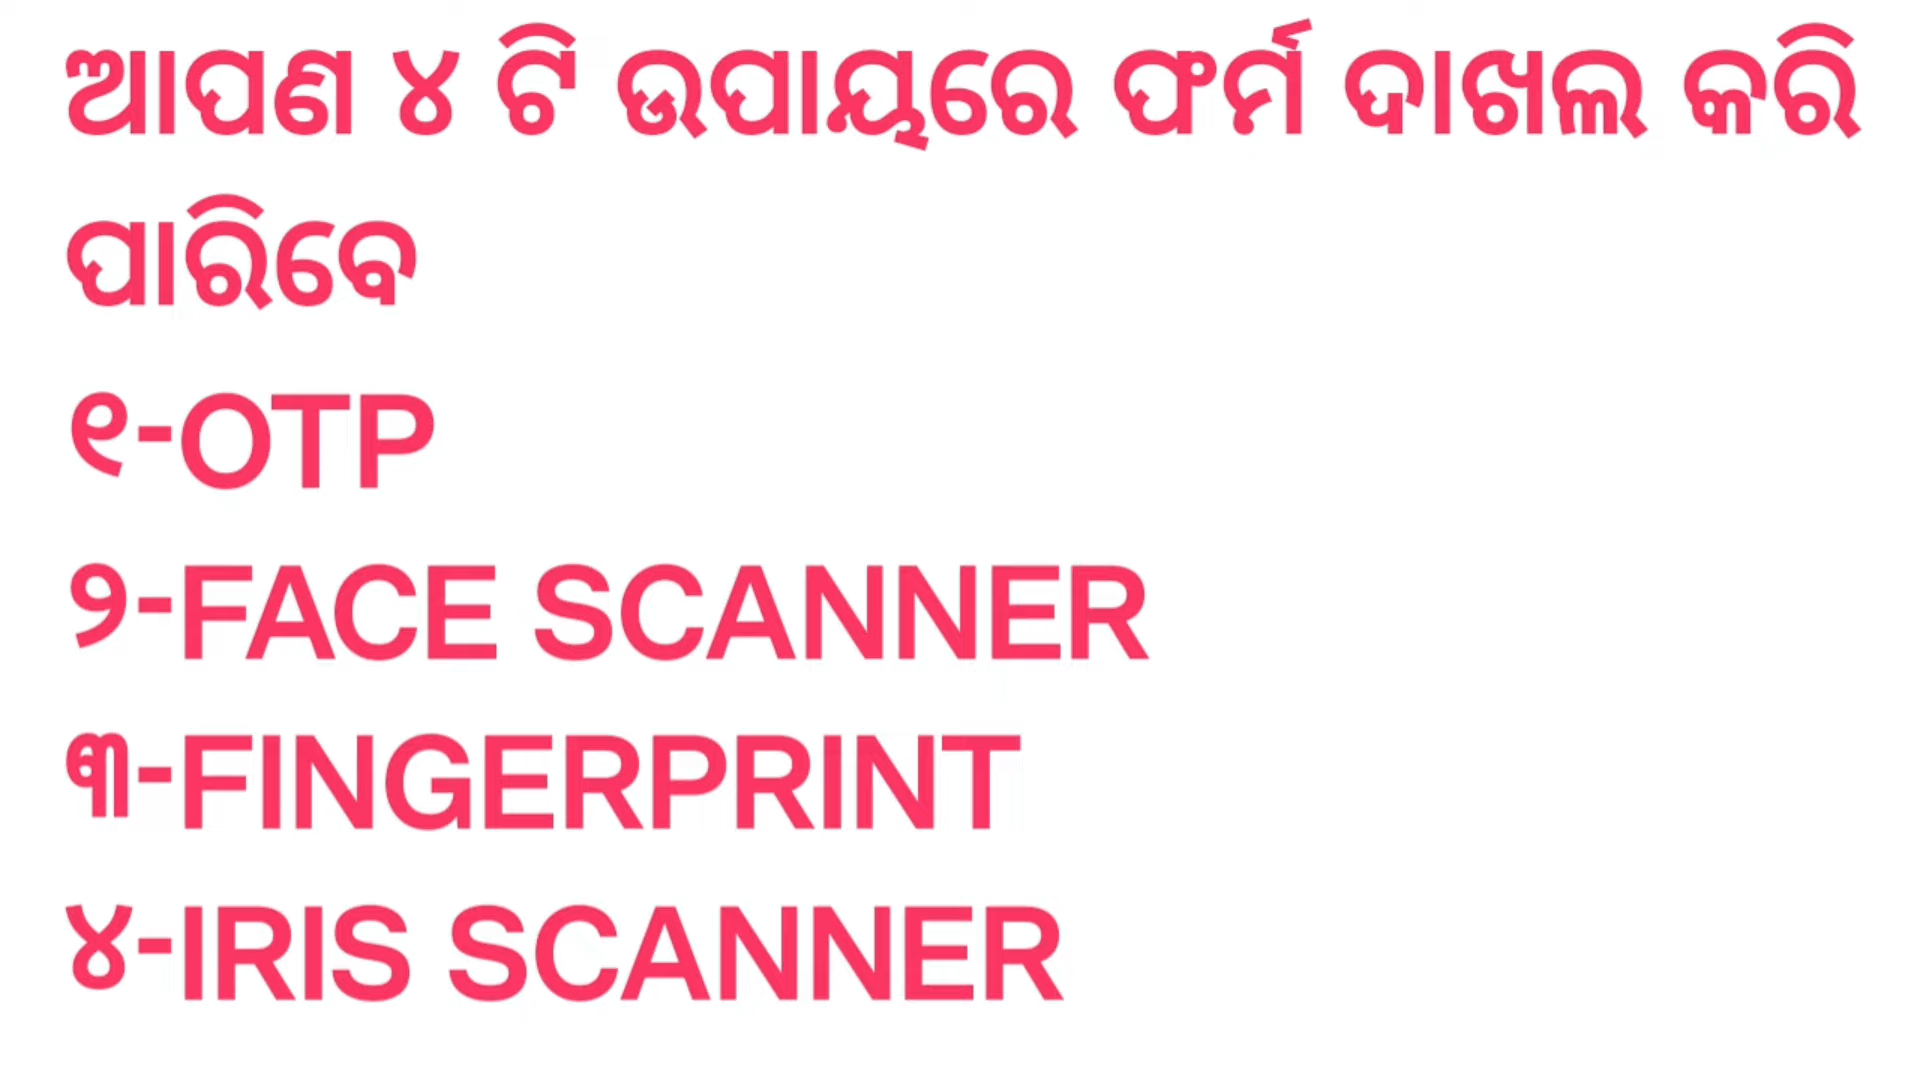 ଆପଣ ୪ ଟି ଉପାୟରେ ଫର୍ମ ଦାଖଲ କରି
ପାରିବେ
୧-OTP
୨-FACE SCANNER
୩-FINGERPRINT
୪-IRIS SCANNER